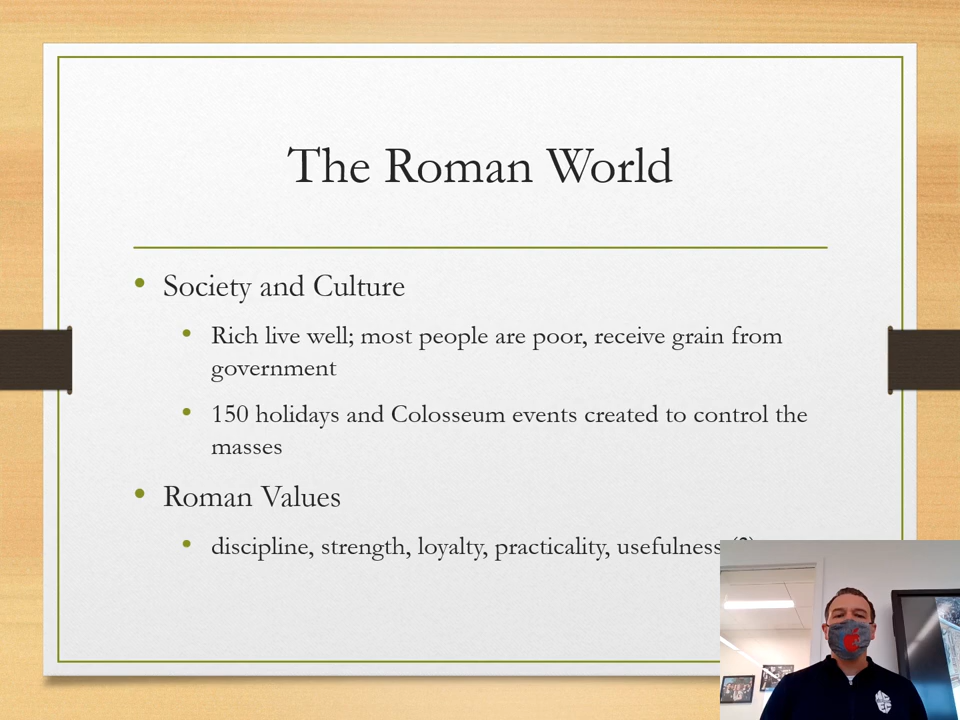 The Roman World
• Society and Culture
• Rich live well; most people are poor, receive grain from
government
• 150 holidays and Colosseum events created to control the
masses
• Roman Values
• discipline, strength, loyalty, practicality, usefulness